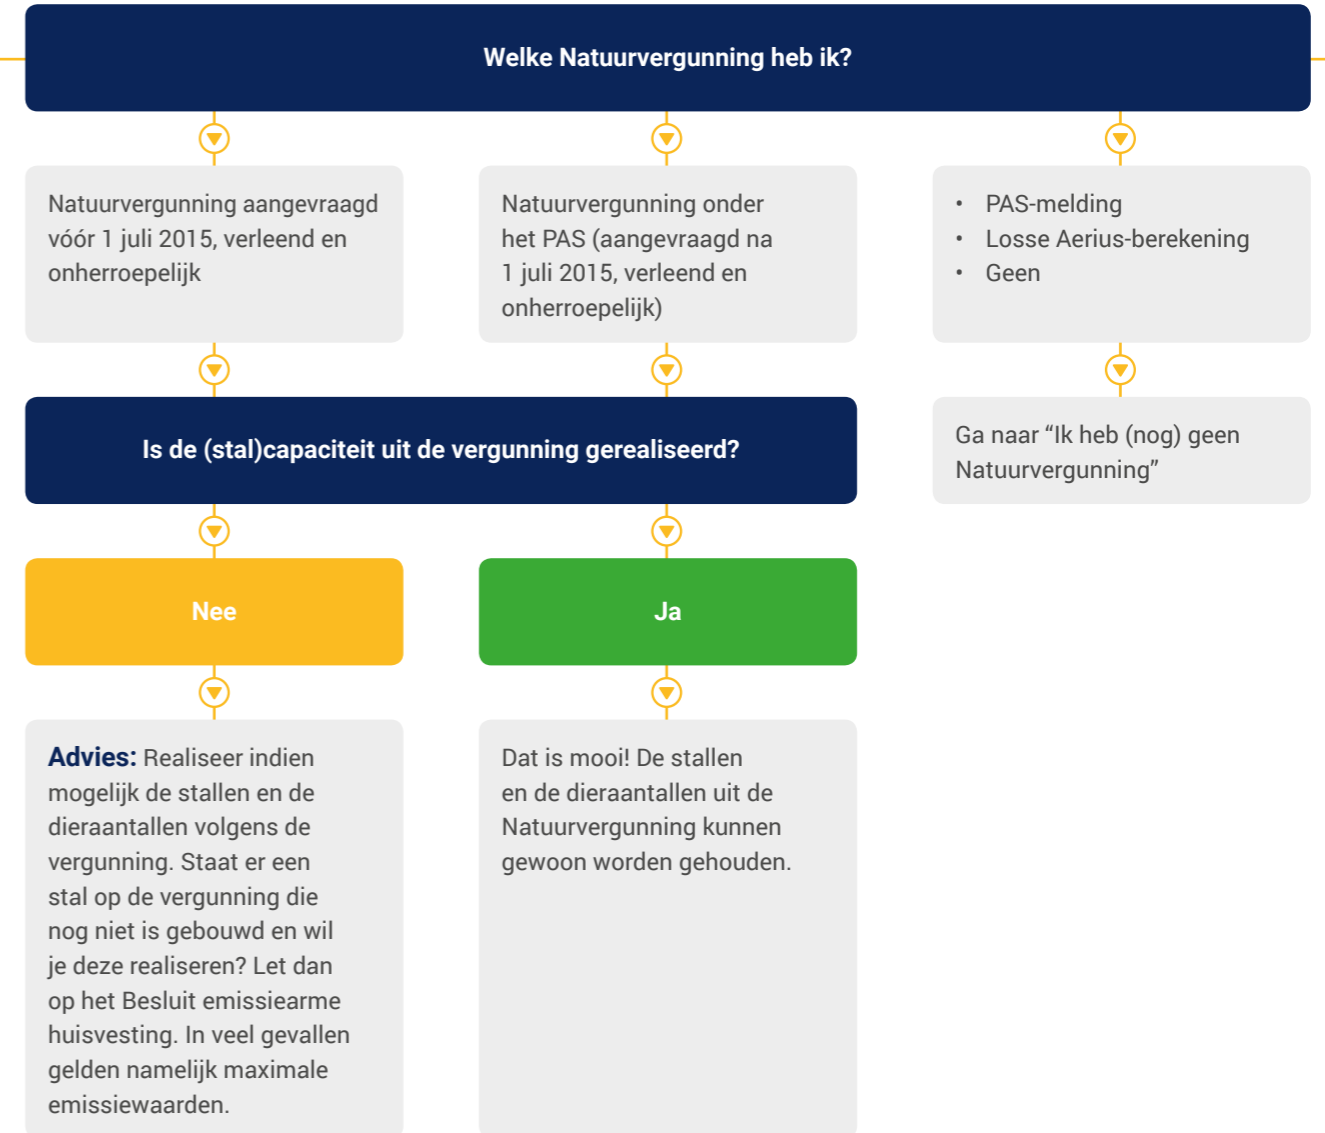 Welke Natuurvergunning heb ik?
Natuurvergunning aangevraagd
vóór 1 juli 2015, verleend en
onherroepelijk
Natuurvergunning onder
het PAS (aangevraagd na
1 juli 2015, verleend en
onherroepelijk)
• PAS-melding
• Losse Aerius-berekening
• Geen
Is de (stal)capaciteit uit de vergunning gerealiseerd?
Ga naar “Ik heb (nog) geen
Natuurvergunning”
Nee
Ja
Advies: Realiseer indien
mogelijk de stallen en de
dieraantallen volgens de
vergunning. Staat er een
stal op de vergunning die
nog niet is gebouwd en wil
je deze realiseren? Let dan
op het Besluit emissiearme
huisvesting. In veel gevallen
gelden namelijk maximale
emissiewaarden.
Dat is mooi! De stallen
en de dieraantallen uit de
Natuurvergunning kunnen
gewoon worden gehouden.